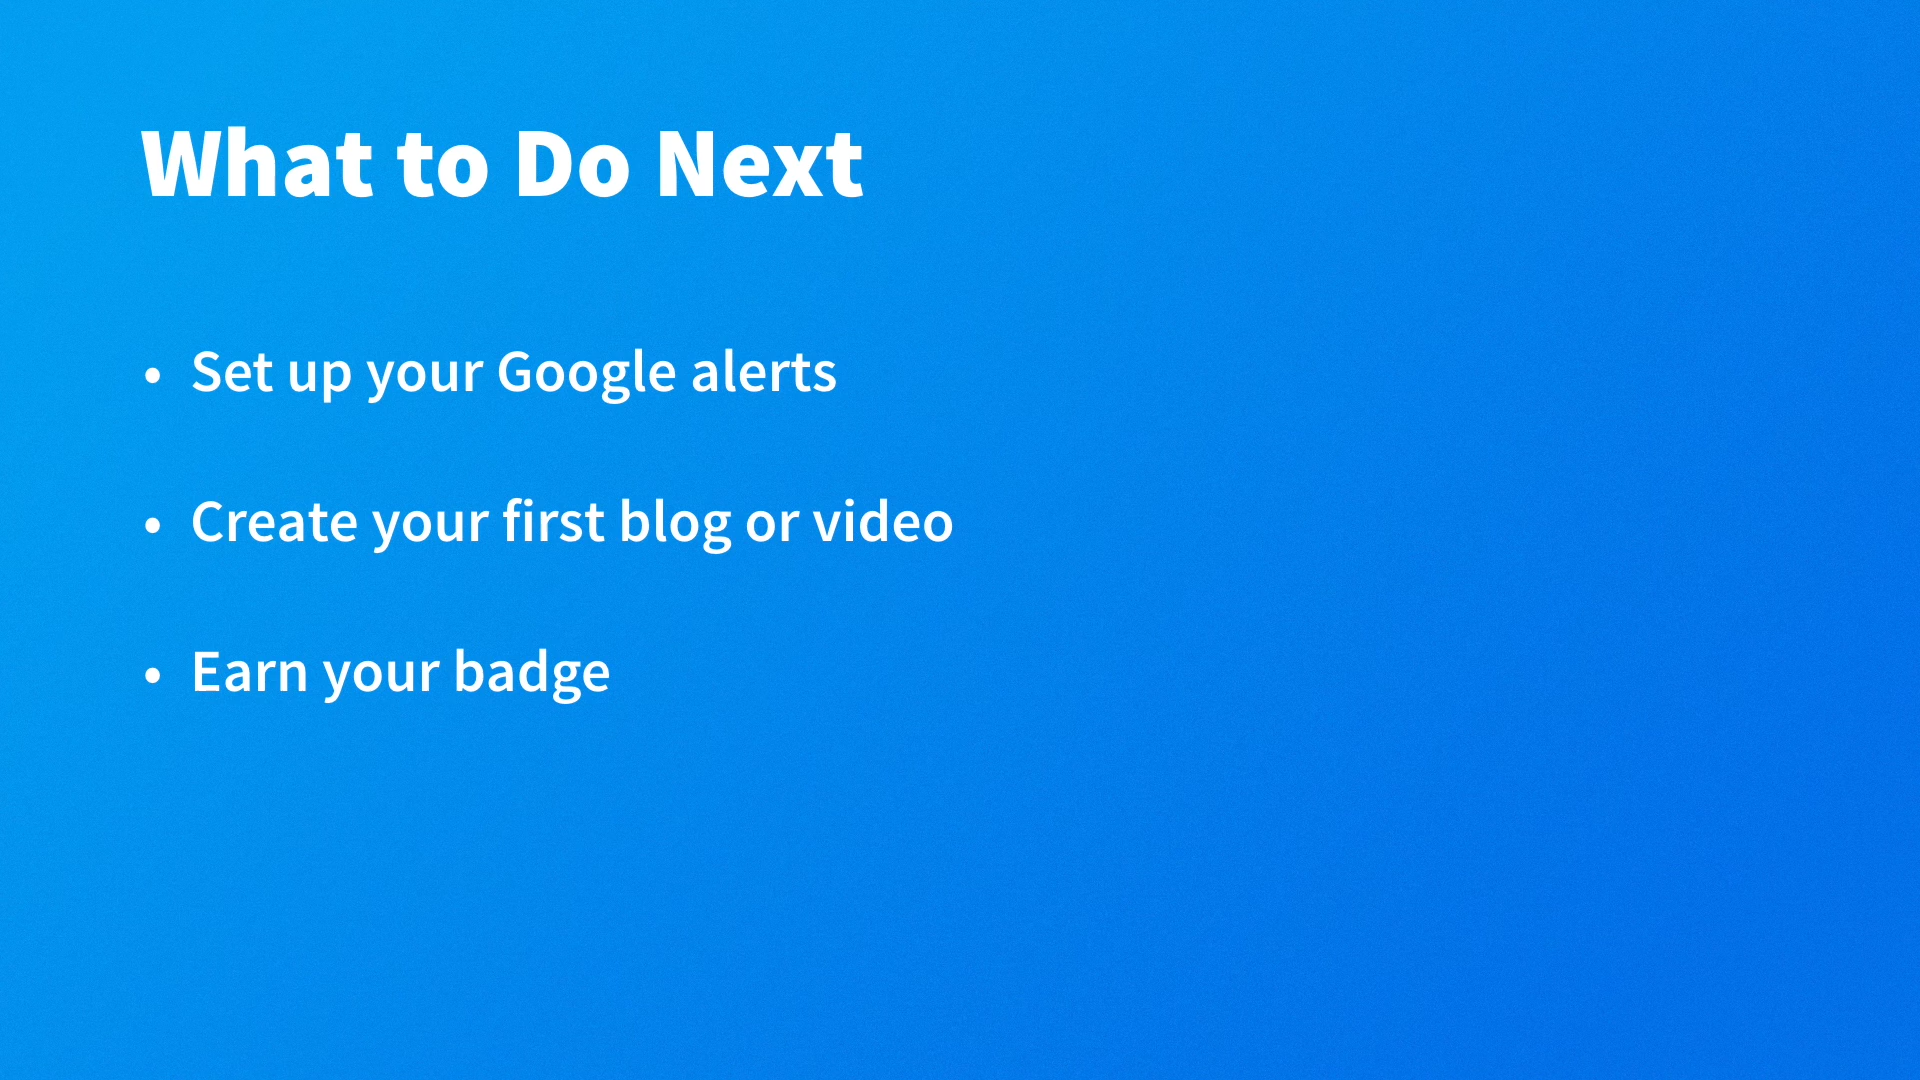 What to Do Next
• Set up your Google alerts
• Create your first blog or video
• Earn your badge